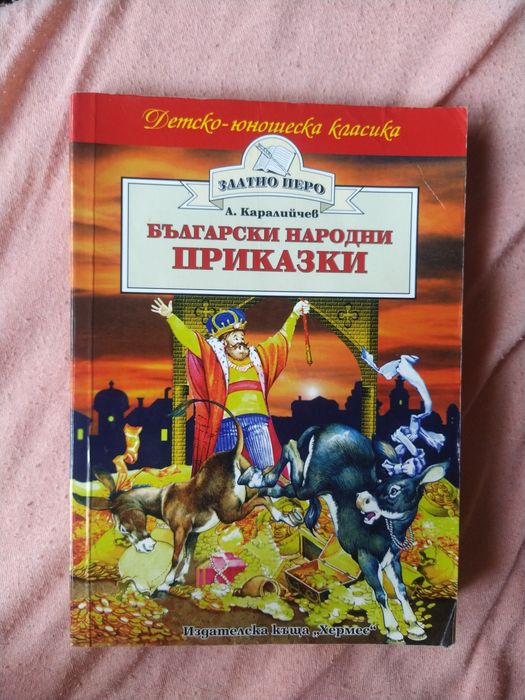 Детско-юношеска класика
ЗЛАТНО ПЕРО
А. Каралийчев
БЪЛГАРСКИ НАРОДНИ
ПРИКАЗКИ
Издателска къща „Хермес“